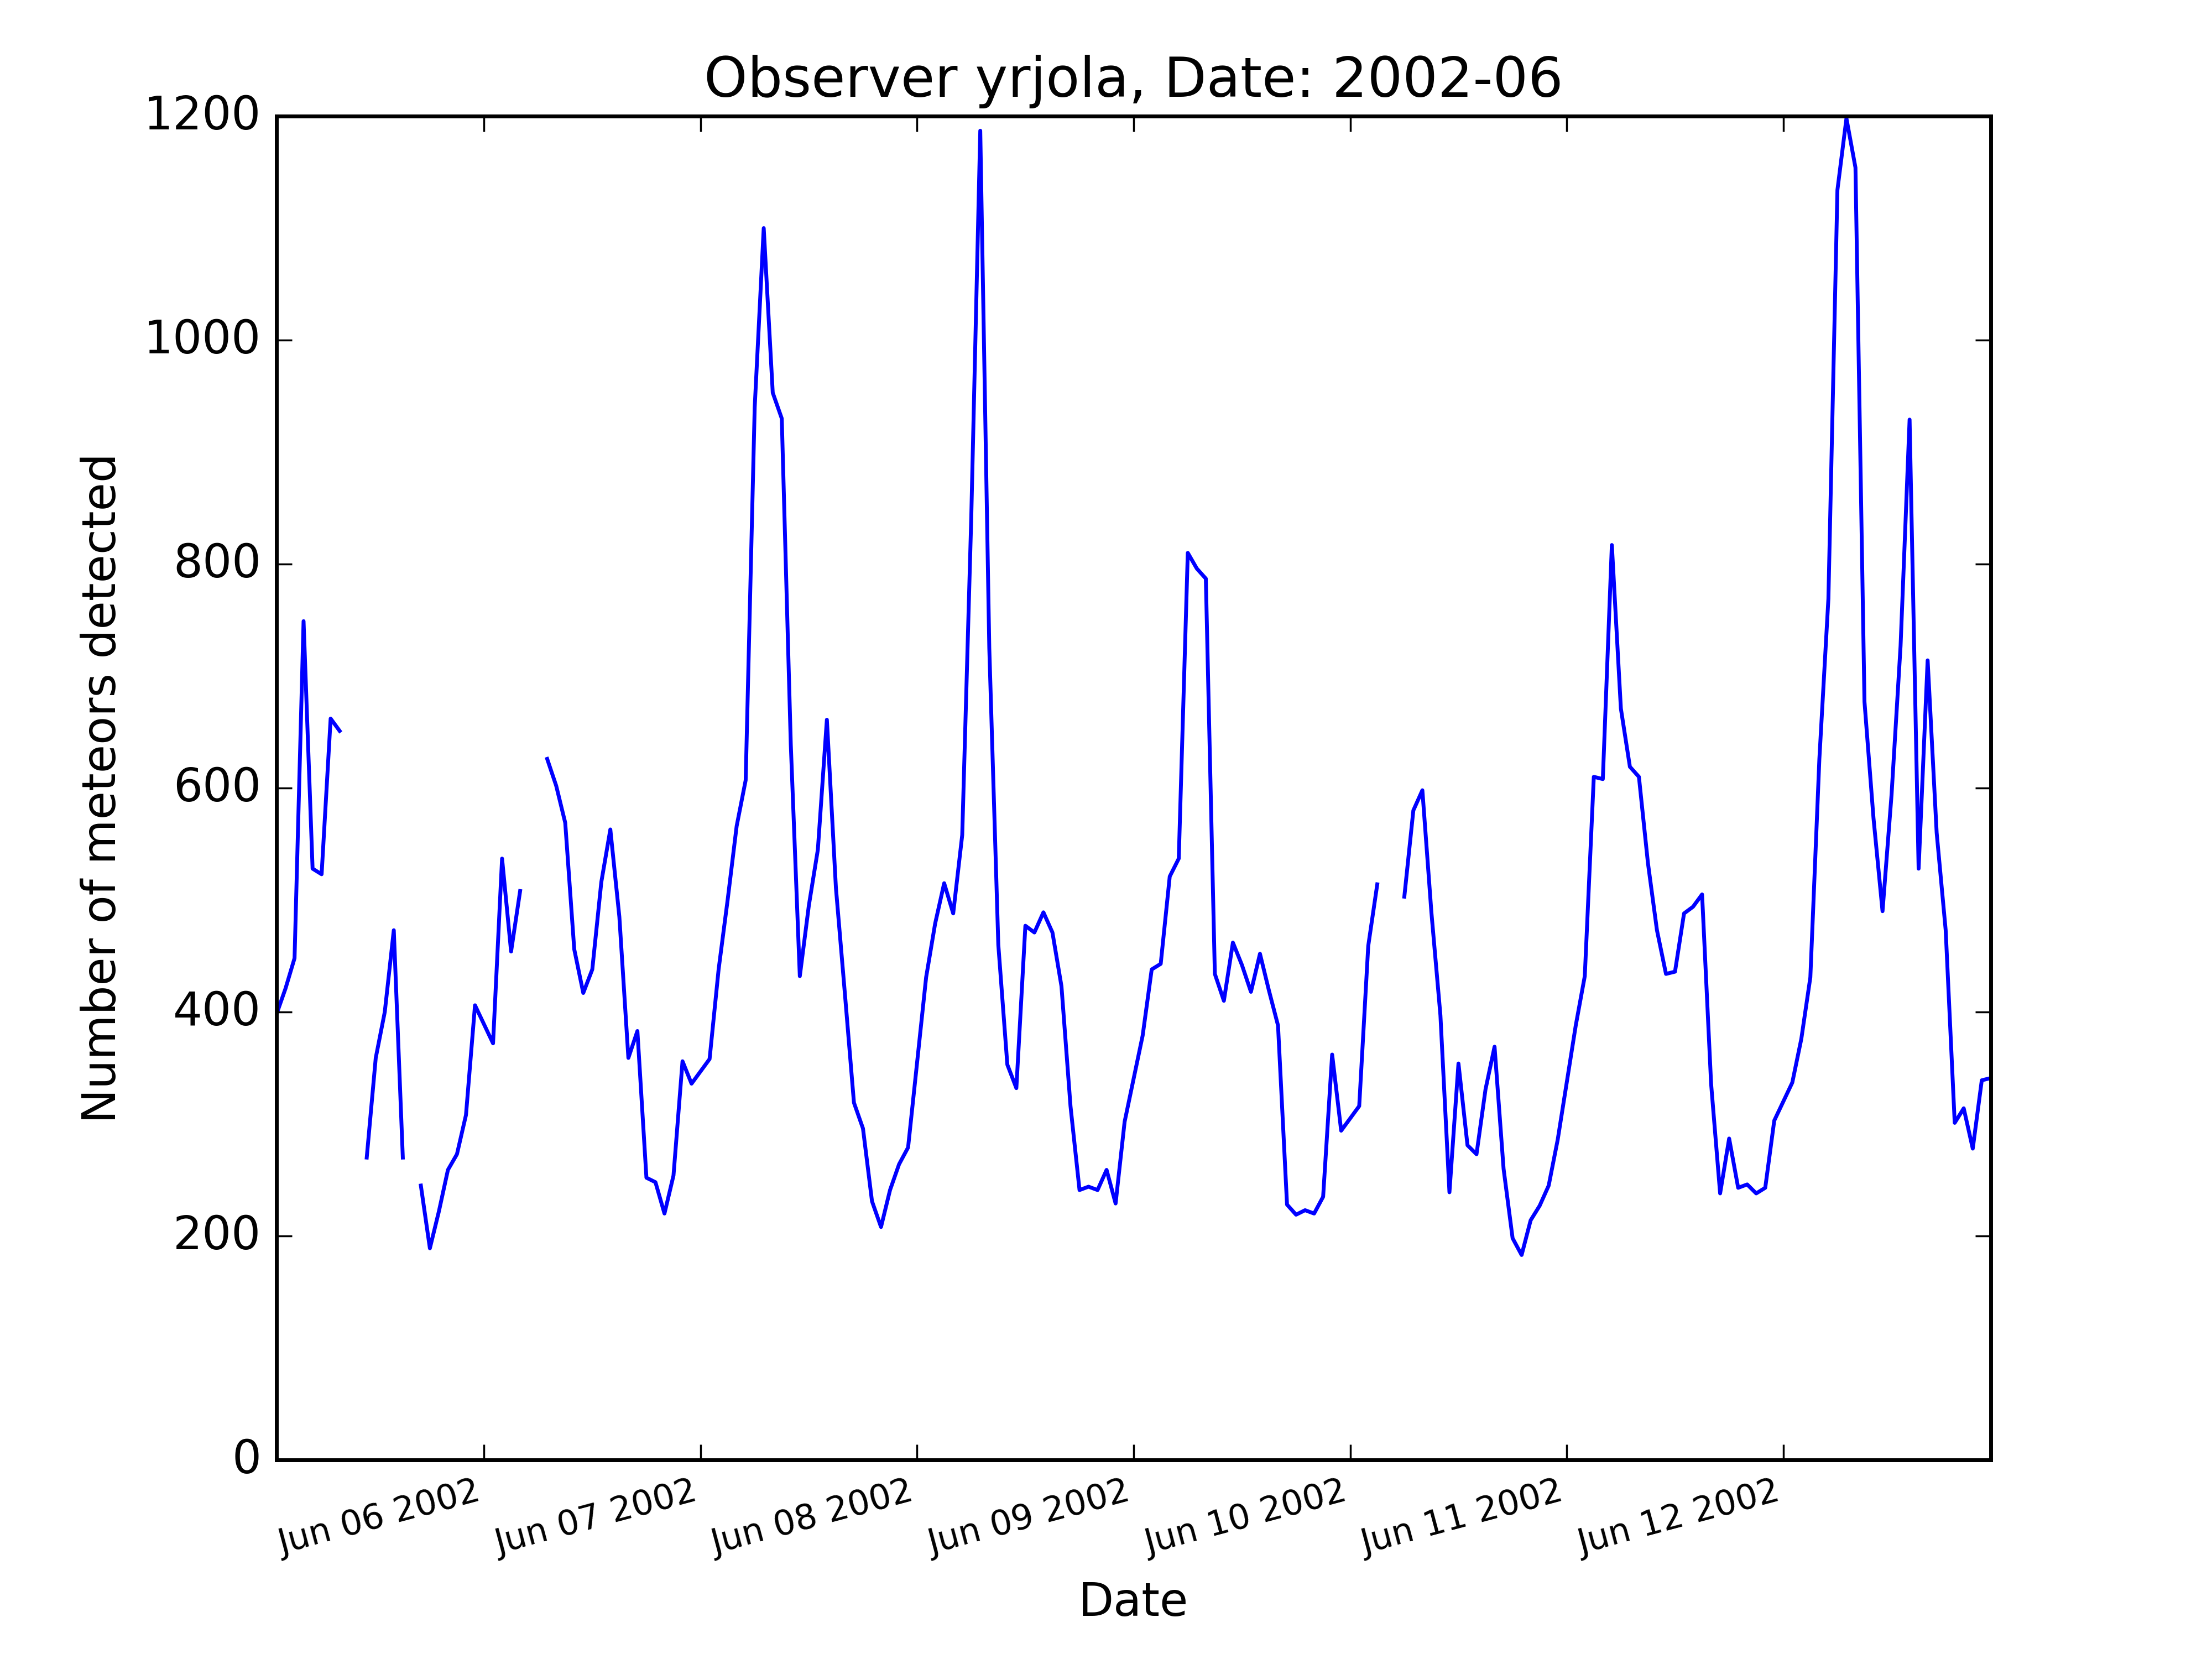 Observer yrjola, Date: 2002-06
1200
1000
800
600
400
200
0
Number of meteors detected
Jun 06 2002
Jun 07 2002
Jun 08 2002
Jun 09 2002
Jun 10 2002
Jun 11 2002
Jun 12 2002
Date